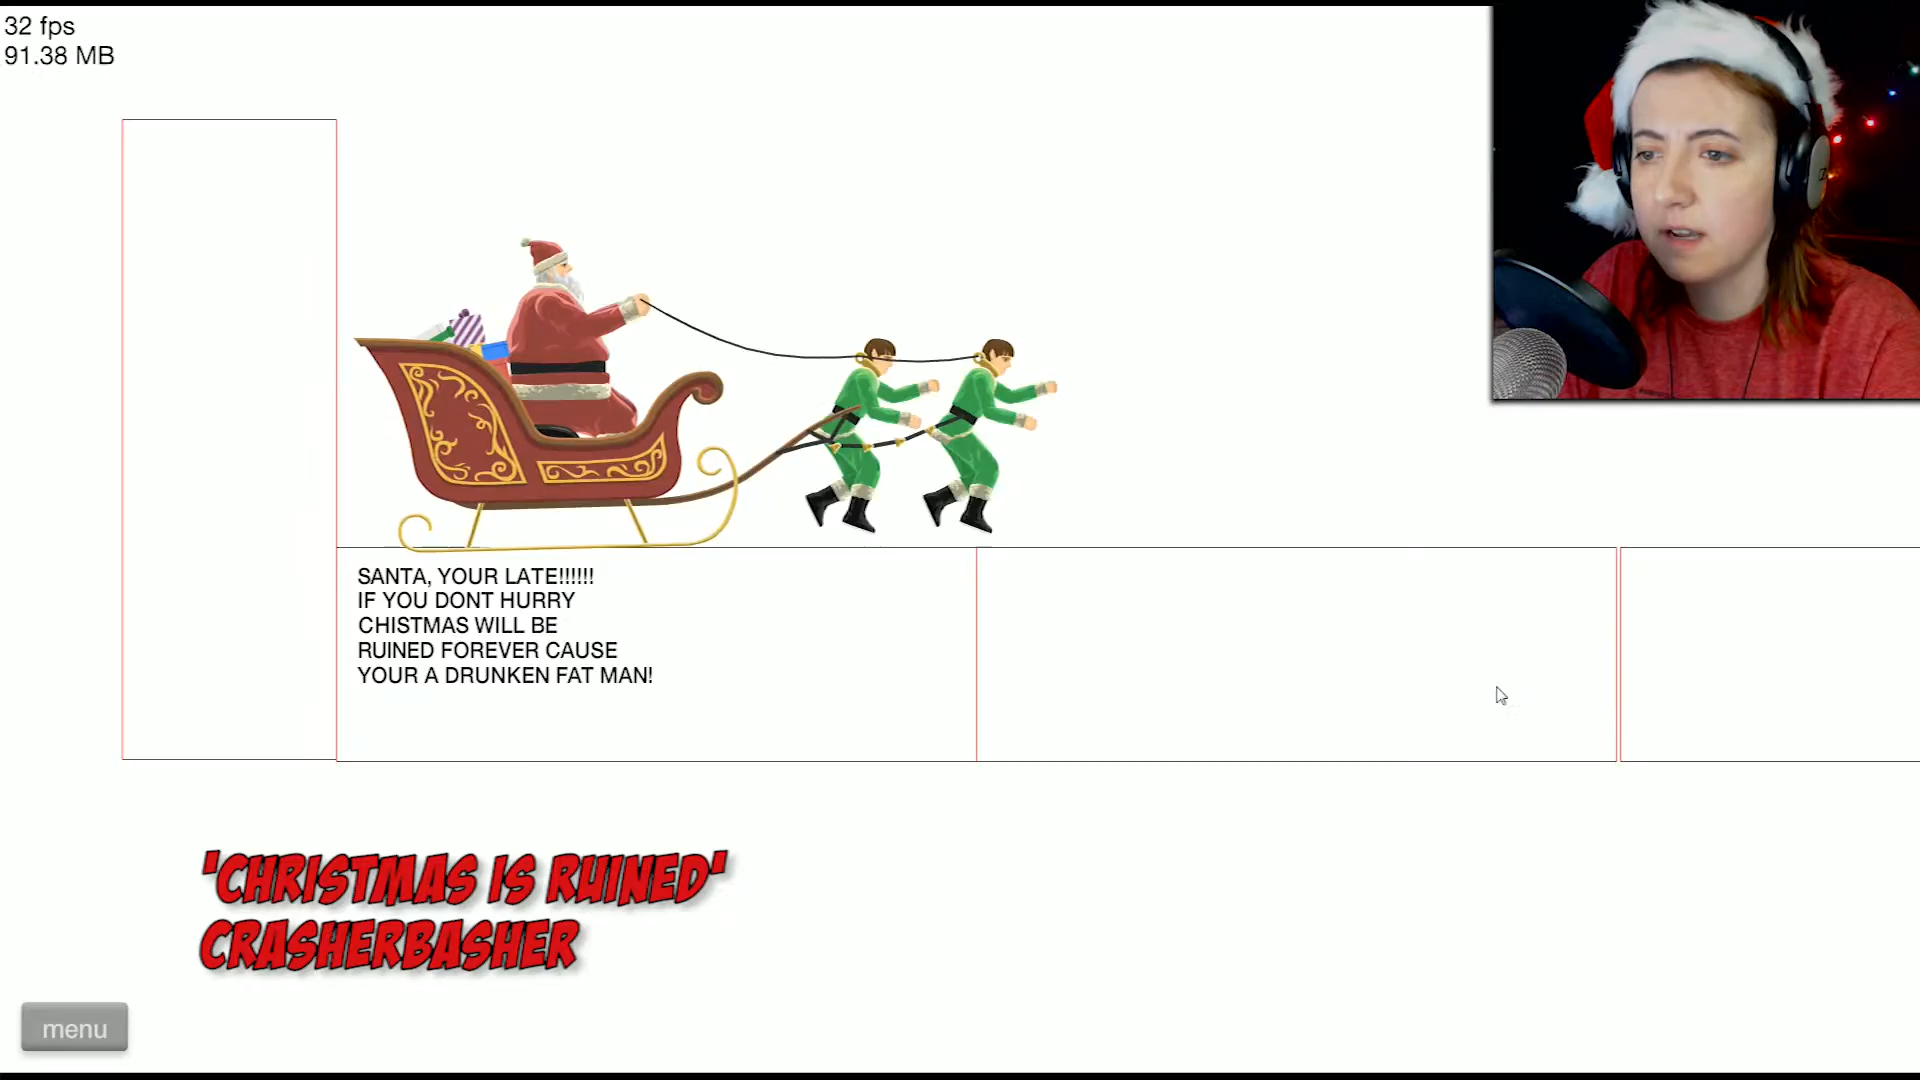 32 fps
91.38 MB
SANTA, YOUR LATE!!!!!!
IF YOU DONT HURRY
CHISTMAS WILL BE
RUINED FOREVER CAUSE
YOUR A DRUNKEN FAT MAN!
'CHRISTMAS IS RUINED'
CRASHERBASHER
menu